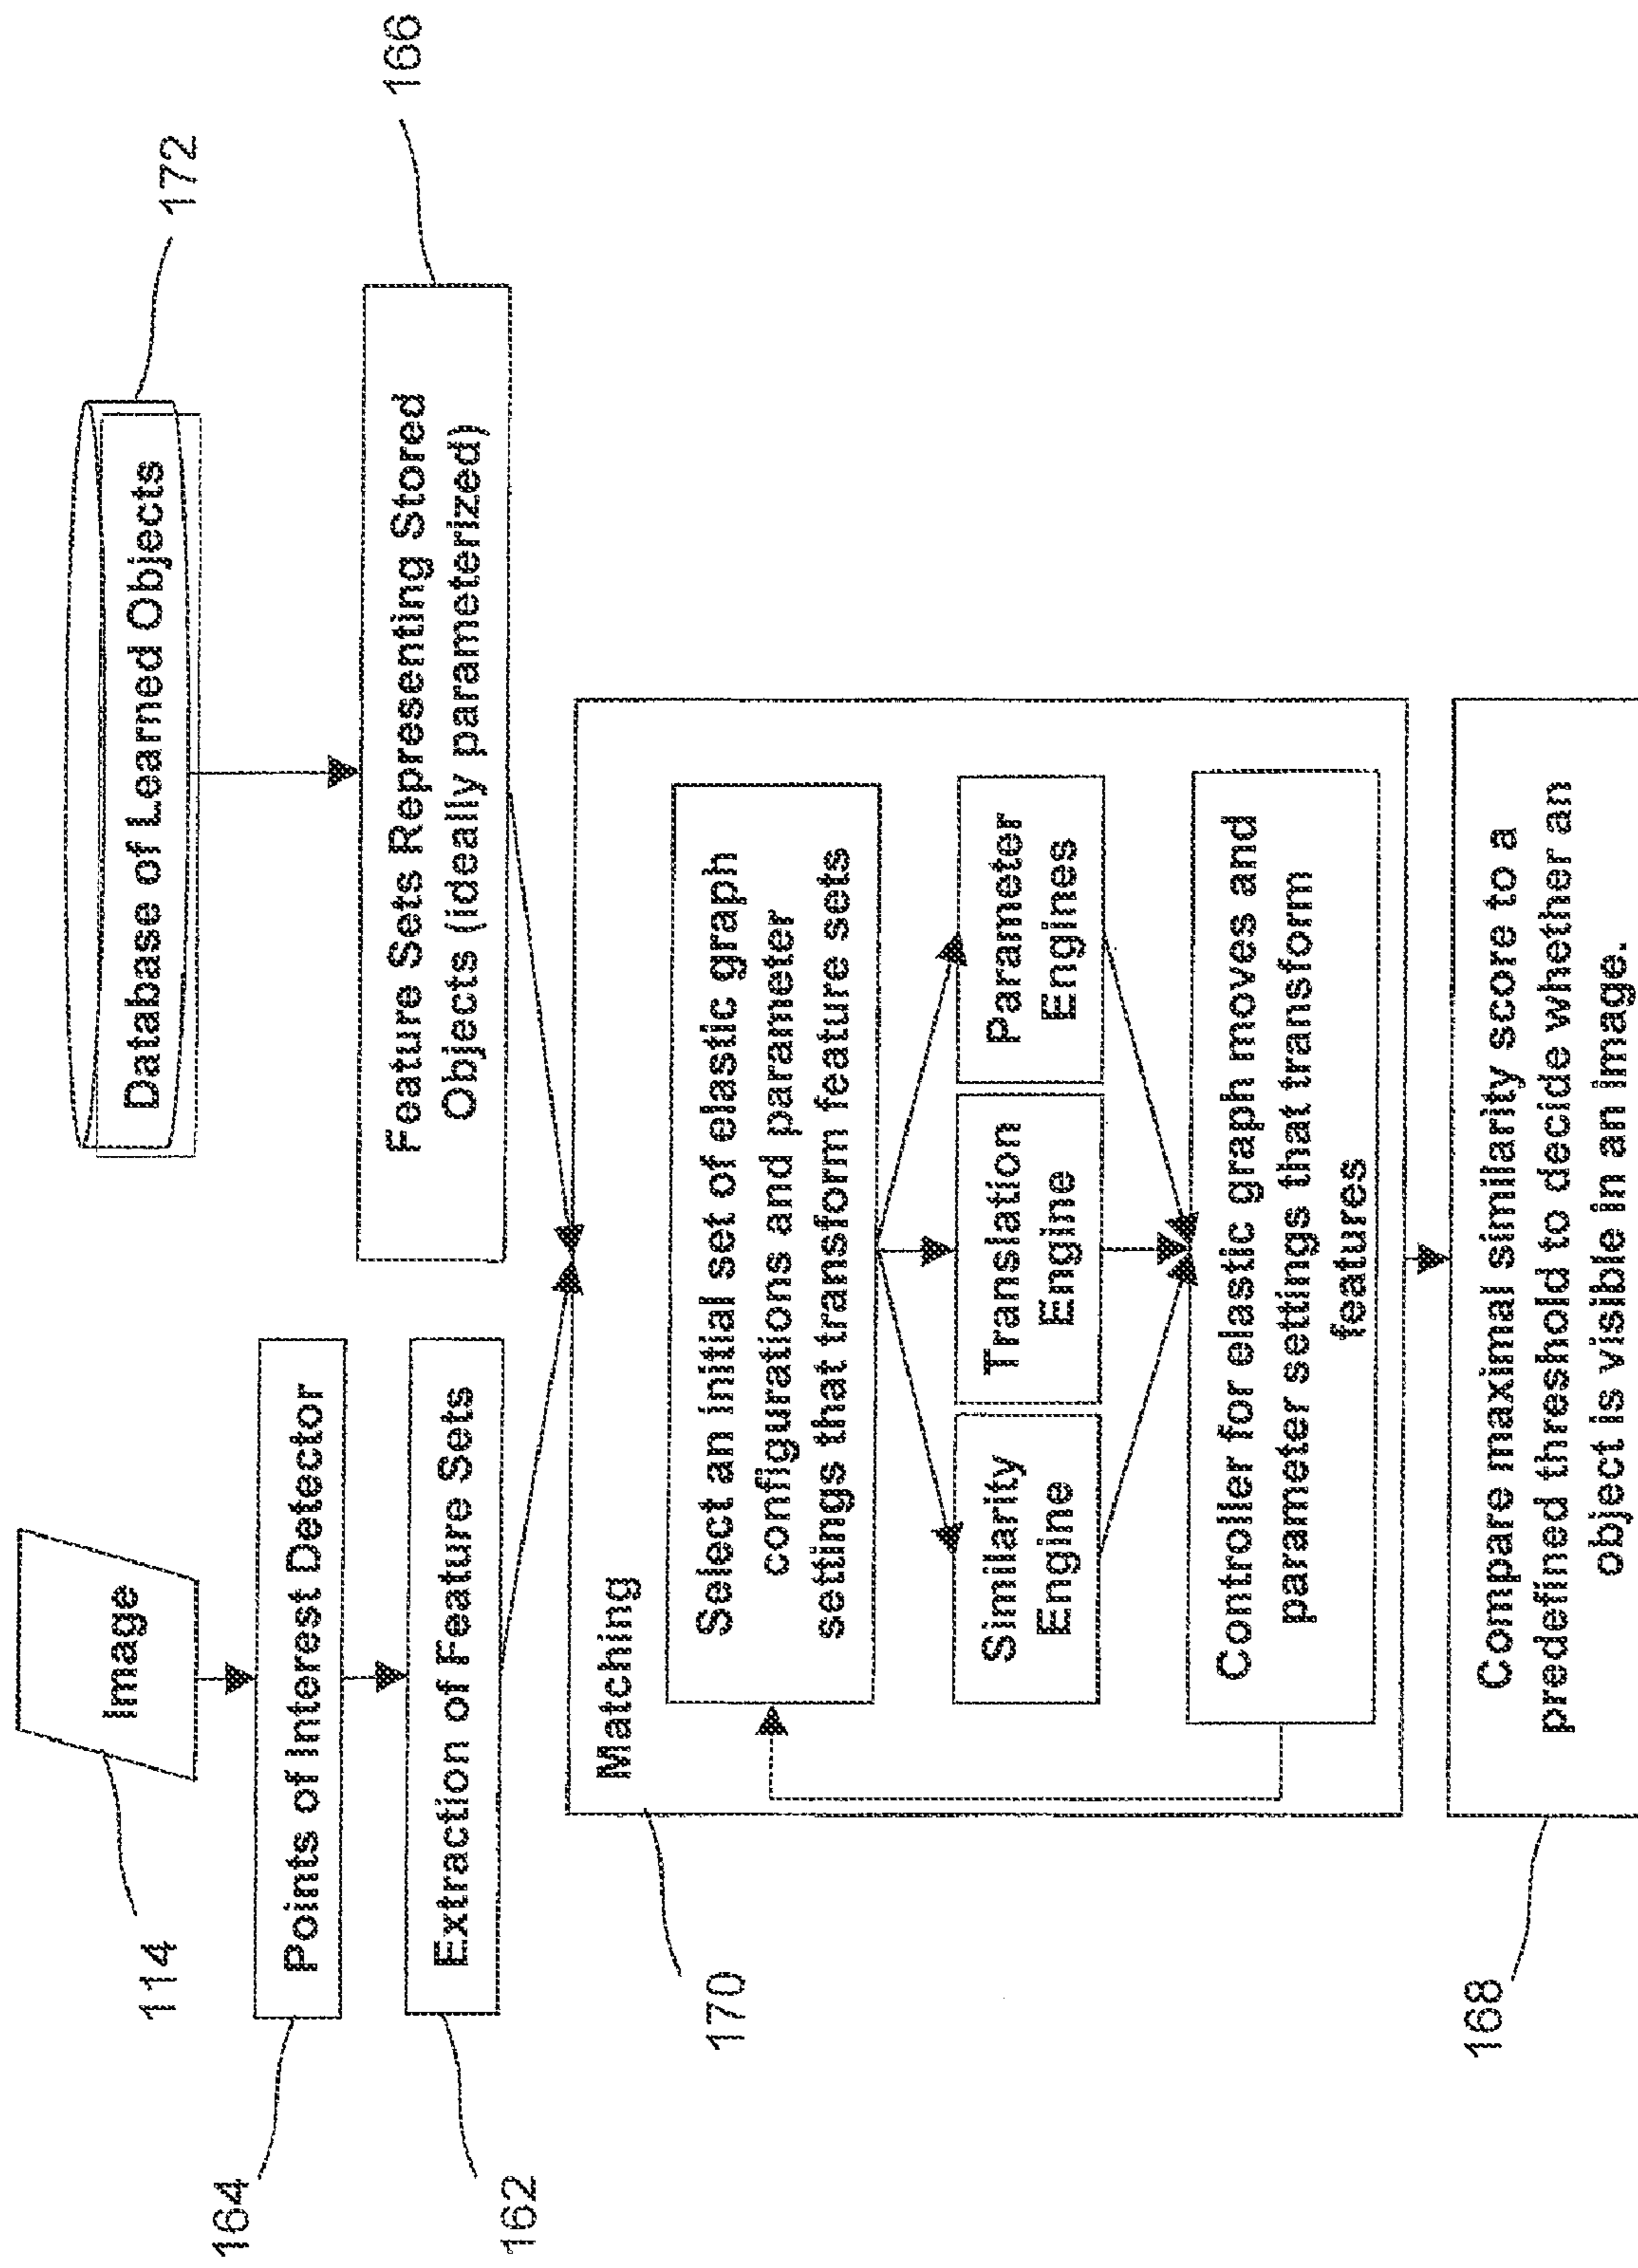 114
Image
164
Points of Interest Detector
162
Extraction of Feature Sets
172
Database of Learned Objects
166
Feature Sets Representing Stored
Objects (ideally parameterized)
170
Matching
Select an initial set of elastic graph
configurations and parameter
settings that transform feature sets
Similarity
Engine
Translation
Engine
Parameter
Engines
Controller for elastic graph moves and
parameter settings that transform
features
168
Compare maximal similarity score to a
predefined threshold to decide whether an
object is visible in an image.